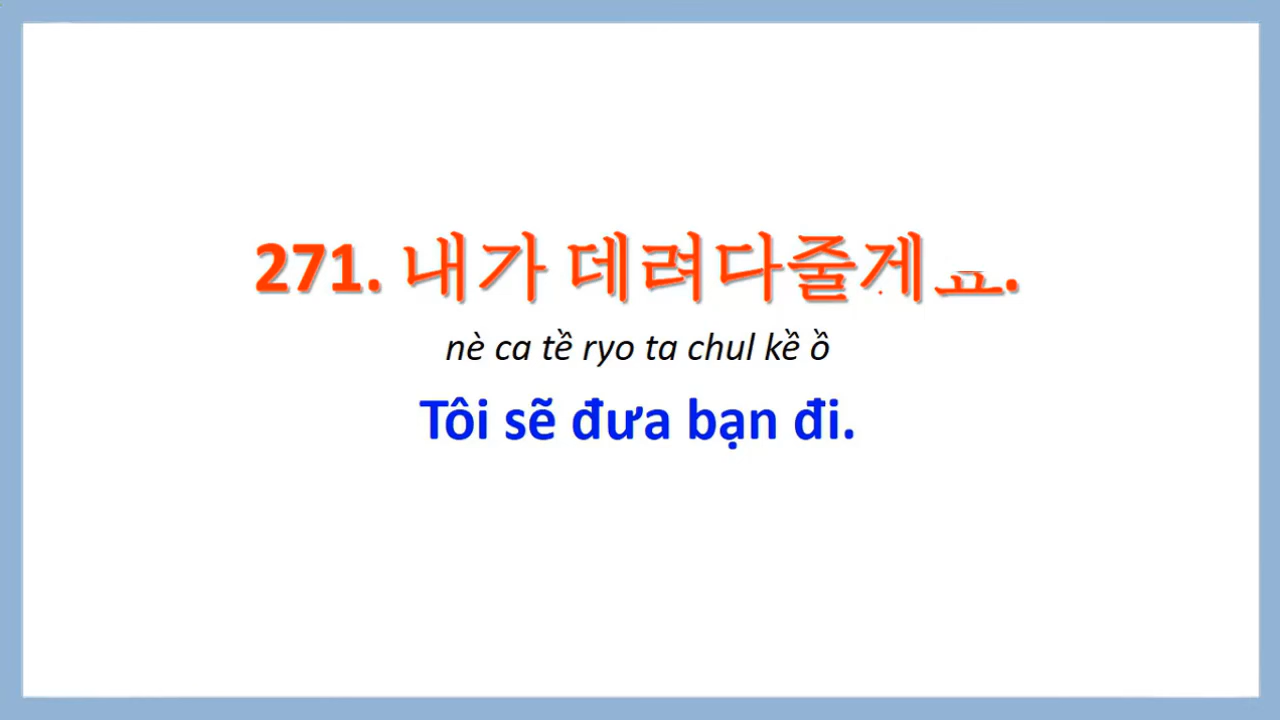 271. 내가 데려다줄게요.
nè ca tề ryo ta chul kề ồ
Tôi sẽ đưa bạn đi.